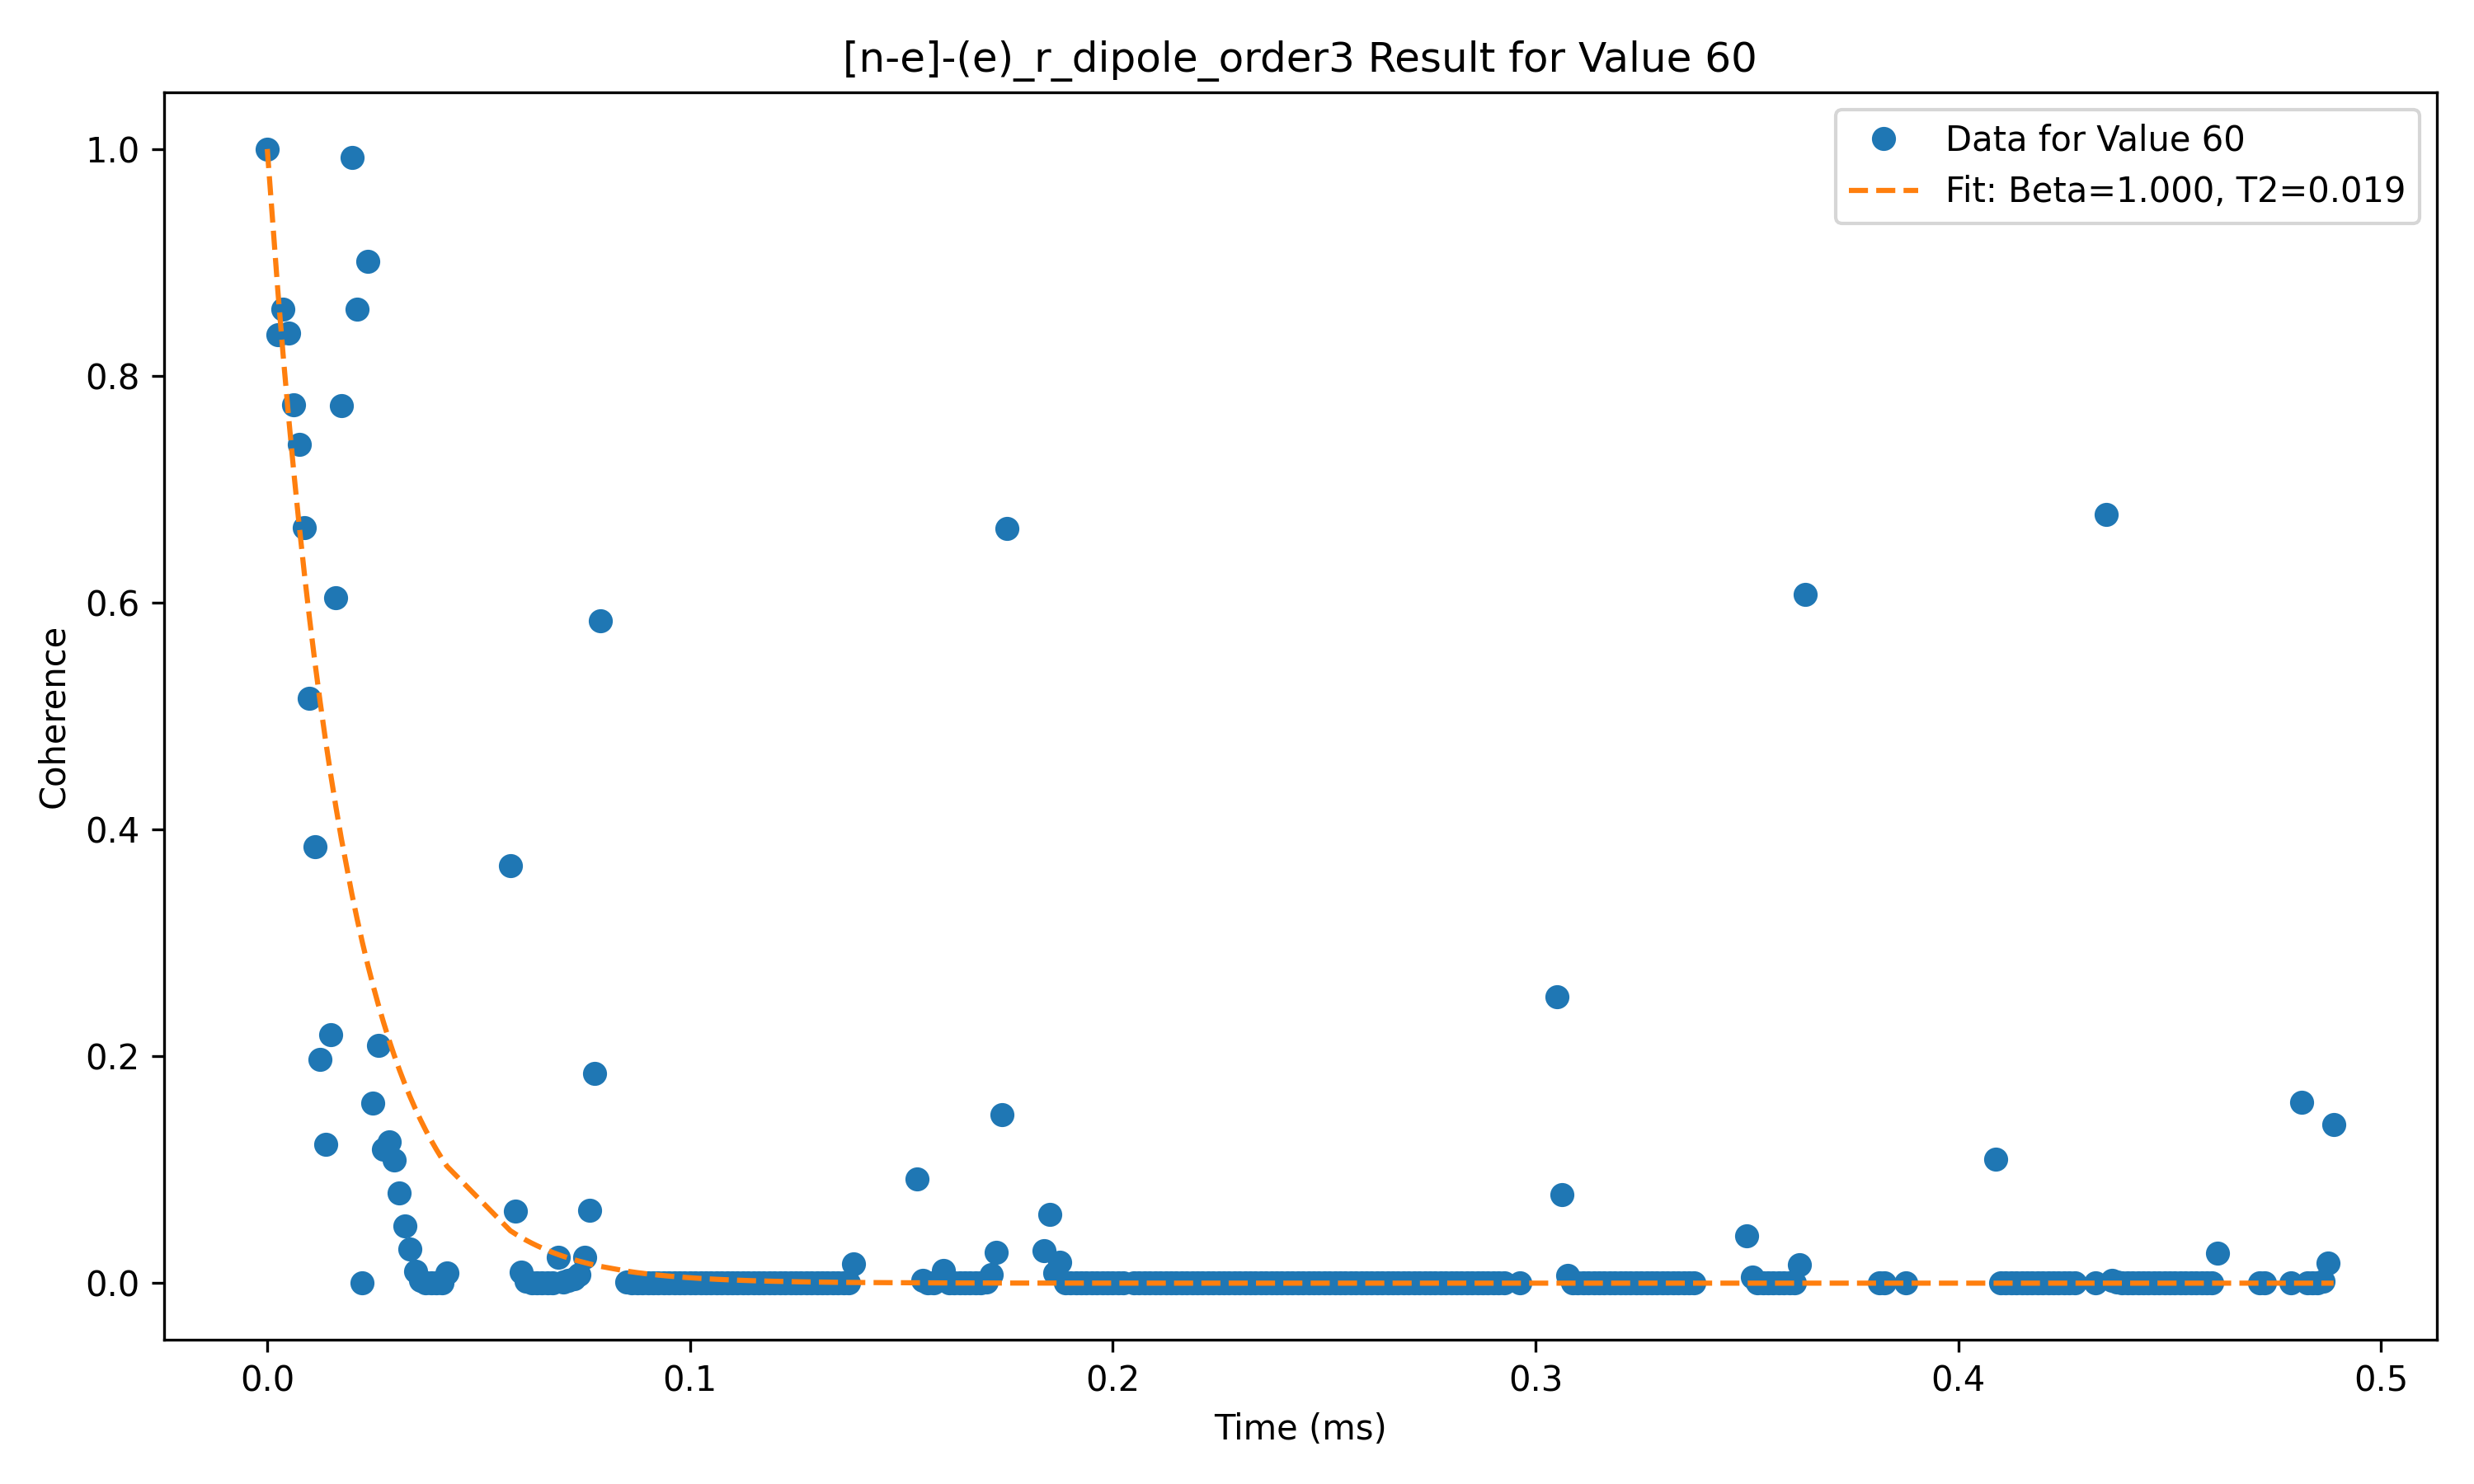 [n-e]-(e)_r_dipole_order3 Result for Value 60
Data for Value 60
Fit: Beta=1.000, T2=0.019
Coherence
1.0
0.8
0.6
0.4
0.2
0.0
0.0 0.1 0.2 0.3 0.4 0.5
Time (ms)